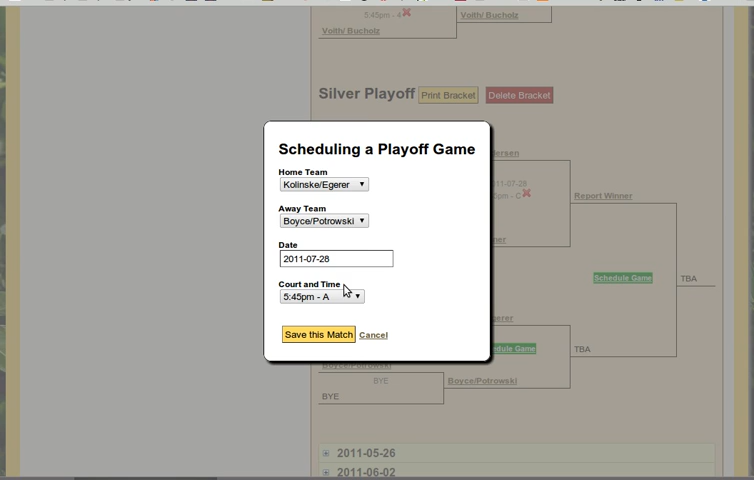 5:45pm - 4
Voith/ Bucholz
Voith/ Bucholz
Silver Playoff
Print Bracket
Delete Bracket
Scheduling a Playoff Game
Home Team
Kolinske/Egerer
Away Team
Boyce/Potrowski
Date
2011-07-28
Court and Time
5:45pm - A
Save this Match
Cancel
Report Winner
Schedule Game
TBA
TBA
BYE
Boyce/Potrowski
BYE
2011-05-26
2011-06-02